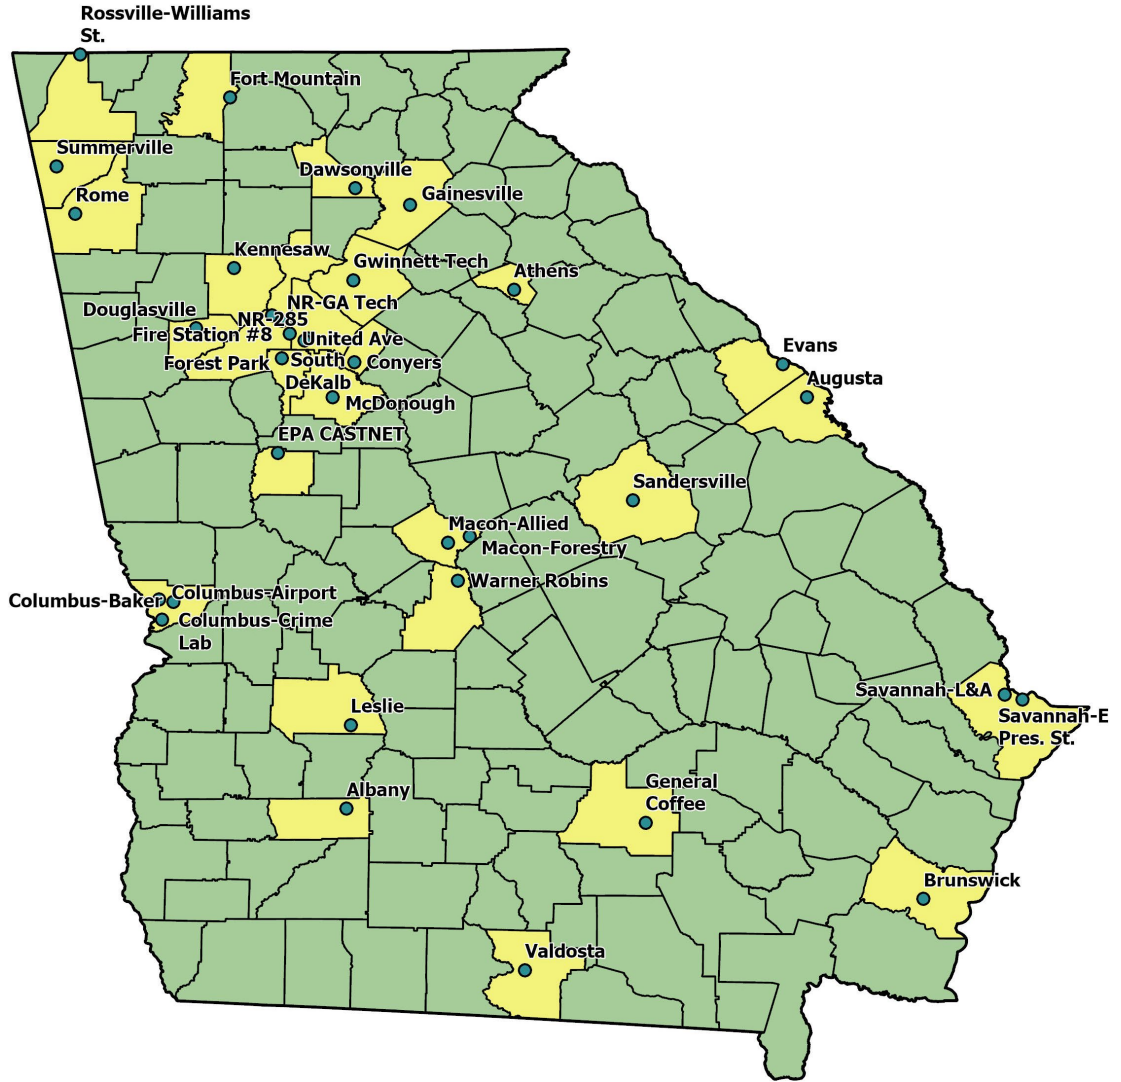 Rossville-Williams
St.
Fort Mountain
Summerville
Dawsonville
Rome
Gainesville
Kennesaw
Gwinnett Tech
Athens
Douglasville
NR-GA Tech
NR-285
Fire Station #8
United Ave
Evans
Forest Park
South
DeKalb
Conyers
Augusta
McDonough
EPA CASTNET
Sandersville
Macon-Allied
Macon-Forestry
Warner Robins
Columbus-Baker
Columbus-Airport
Columbus-Crime
Lab
Savannah-L&A
Leslie
Savannah-E
Pres. St.
General
Coffee
Albany
Brunswick
Valdosta